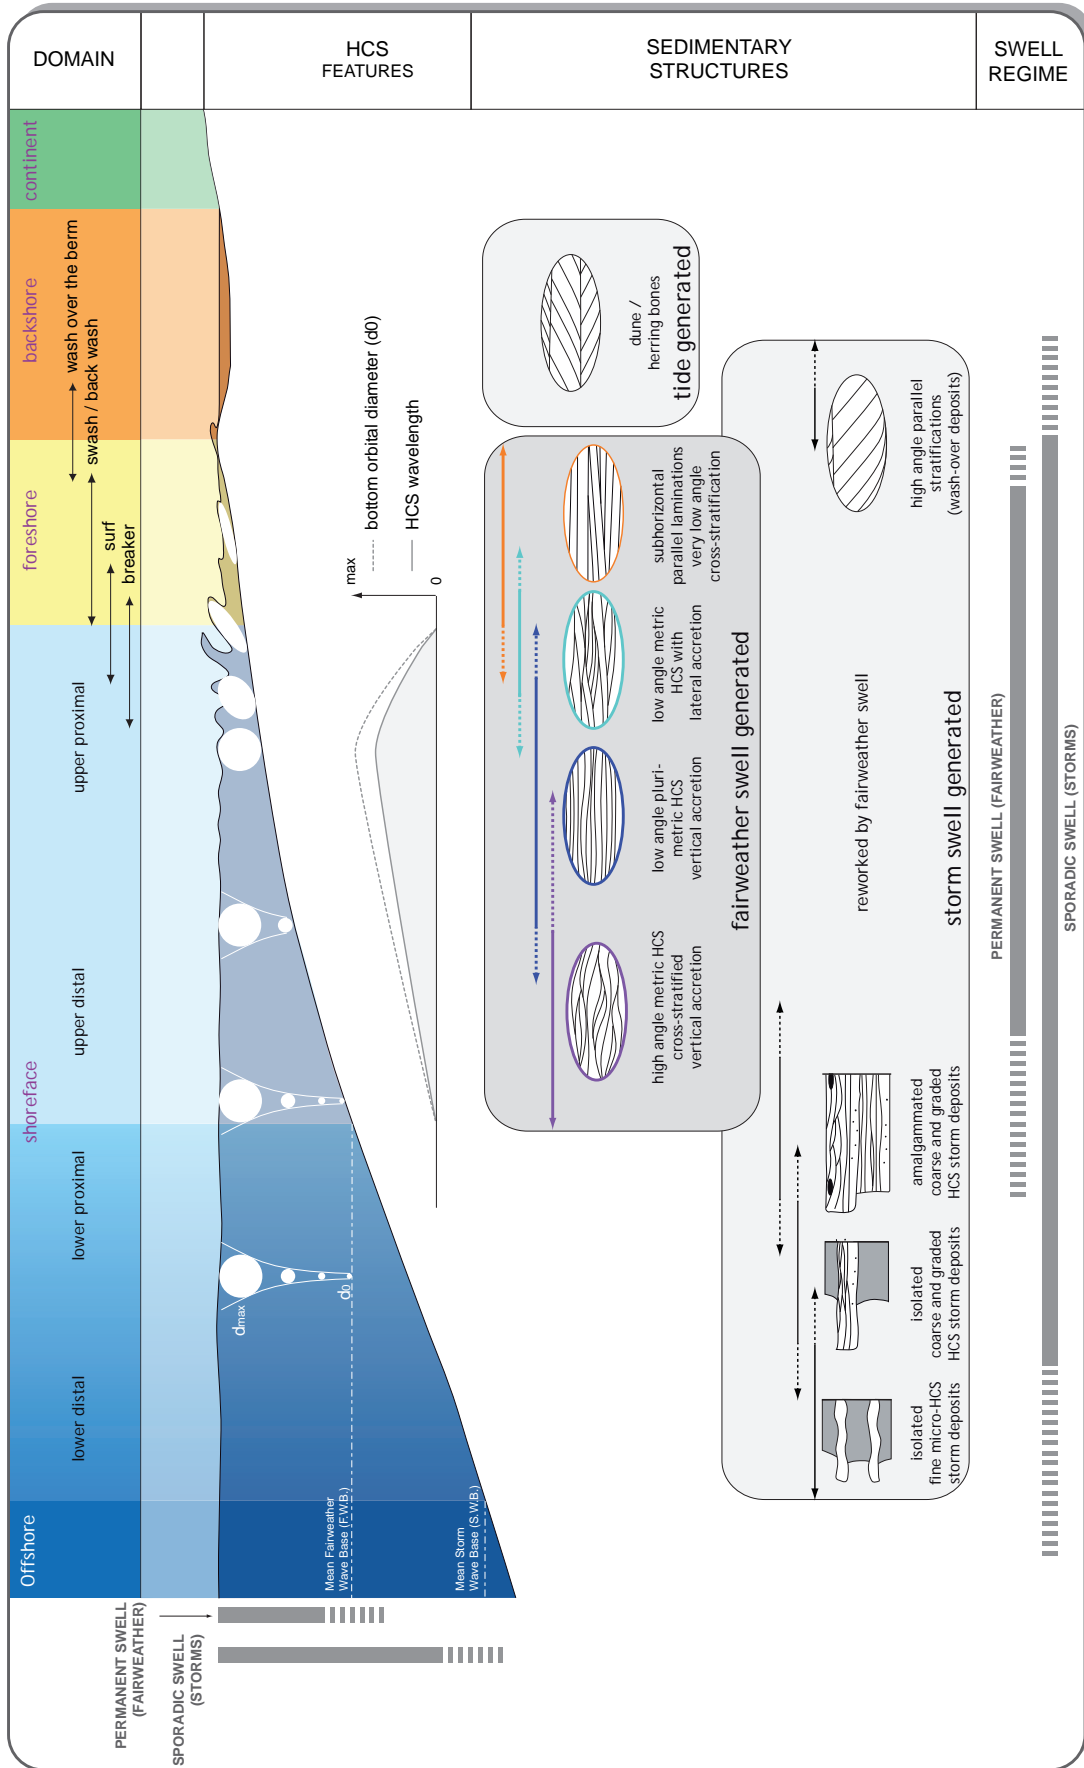 DOMAIN
HCS
FEATURES
SEDIMENTARY
STRUCTURES
SWELL
REGIME
continent
backshore
foreshore
shoreface
Offshore
wash over the berm
swash / back wash
surf
breaker
upper proximal
upper distal
lower proximal
lower distal
dmax
d0
Mean Fairweather
Wave Base (F.W.B.)
Mean Storm
Wave Base (S.W.B.)
PERMANENT SWELL
(FAIRWEATHER)
SPORADIC SWELL
(STORMS)
max
0
bottom orbital diameter (d0)
HCS wavelength
dune /
herring bones
tide generated
subhorizontal
parallel laminations
very low angle
cross-stratification
low angle metric
HCS with
lateral accretion
low angle pluri-
metric HCS
vertical accretion
high angle metric HCS
cross-stratified
vertical accretion
fairweather swell generated
high angle parallel
stratifications
(wash-over deposits)
reworked by fairweather swell
amalgammated
coarse and graded
HCS storm deposits
isolated
coarse and graded
HCS storm deposits
isolated
fine micro-HCS
storm deposits
storm swell generated
PERMANENT SWELL (FAIRWEATHER)
SPORADIC SWELL (STORMS)